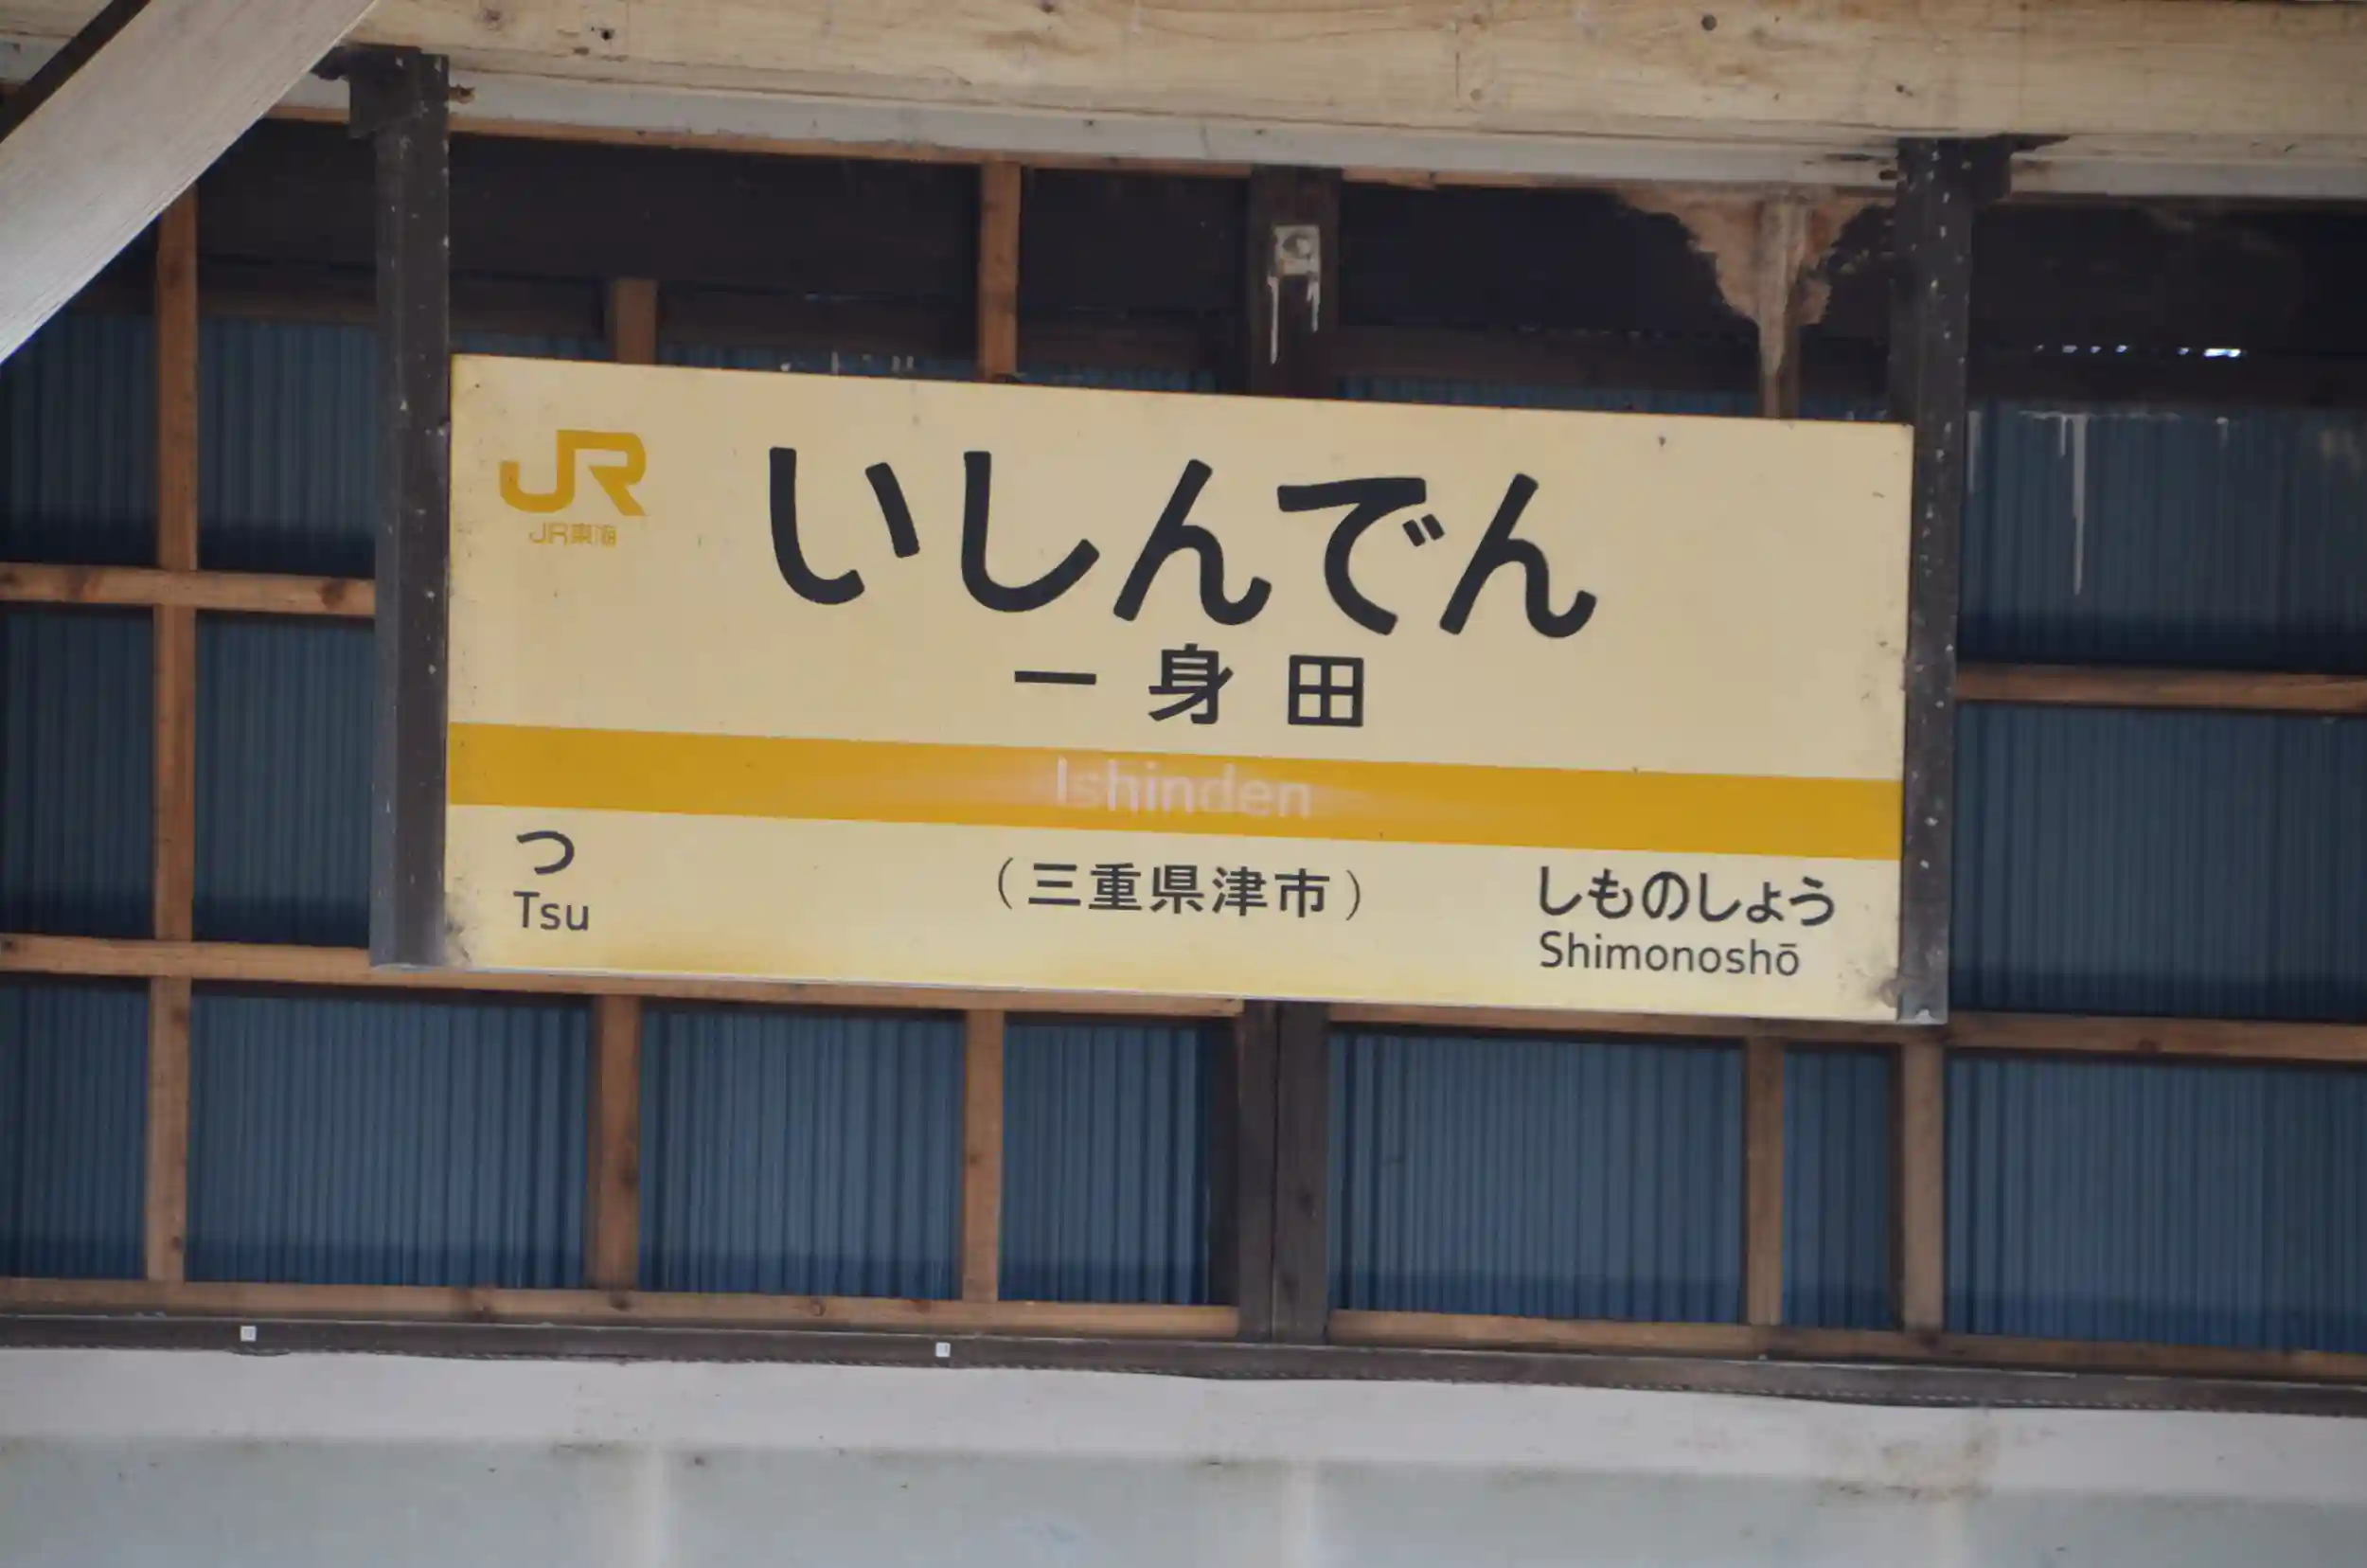 JR
JR東海
いしんでん
一身田
Ishinden
つ
Tsu
(三重県津市)
しものしょう
Shimonoshō